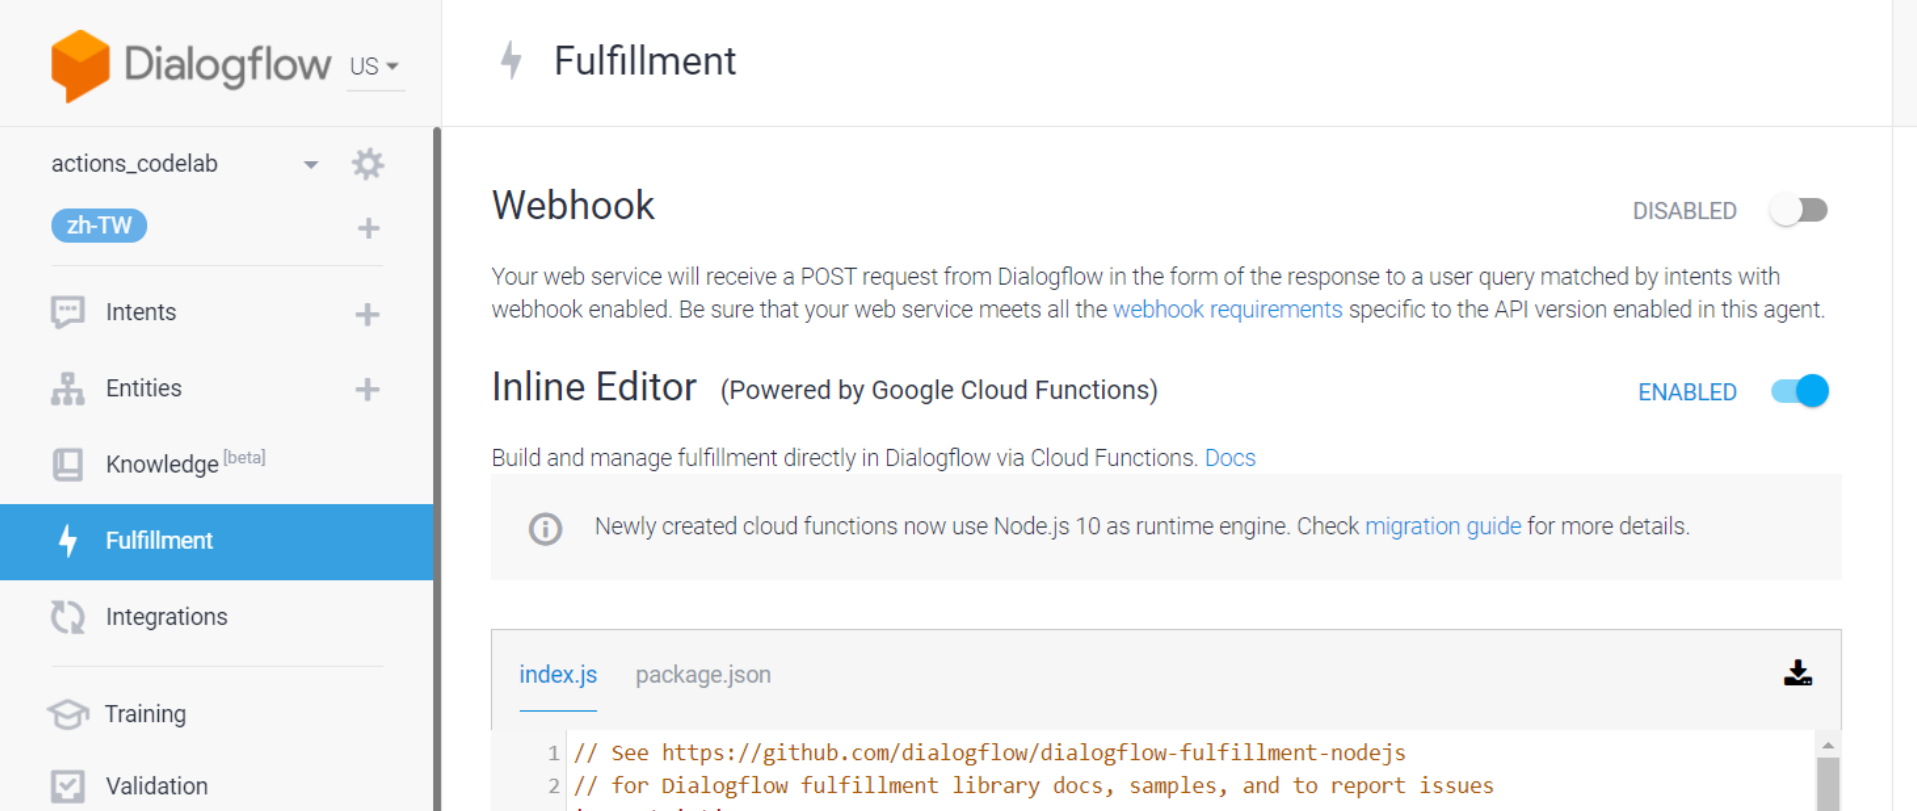 Dialogflow US
Fulfillment
actions_codelab
zh-TW
Intents
Entities
Knowledge [beta]
Fulfillment
Integrations
Training
Validation
Webhook
DISABLED
Your web service will receive a POST request from Dialogflow in the form of the response to a user query matched by intents with
webhook enabled. Be sure that your web service meets all the webhook requirements specific to the API version enabled in this agent.
Inline Editor (Powered by Google Cloud Functions)
ENABLED
Build and manage fulfillment directly in Dialogflow via Cloud Functions. Docs
Newly created cloud functions now use Node.js 10 as runtime engine. Check migration guide for more details.
index.js package.json
1 // See https://github.com/dialogflow/dialogflow-fulfillment-nodejs
2 // for Dialogflow fulfillment library docs, samples, and to report issues